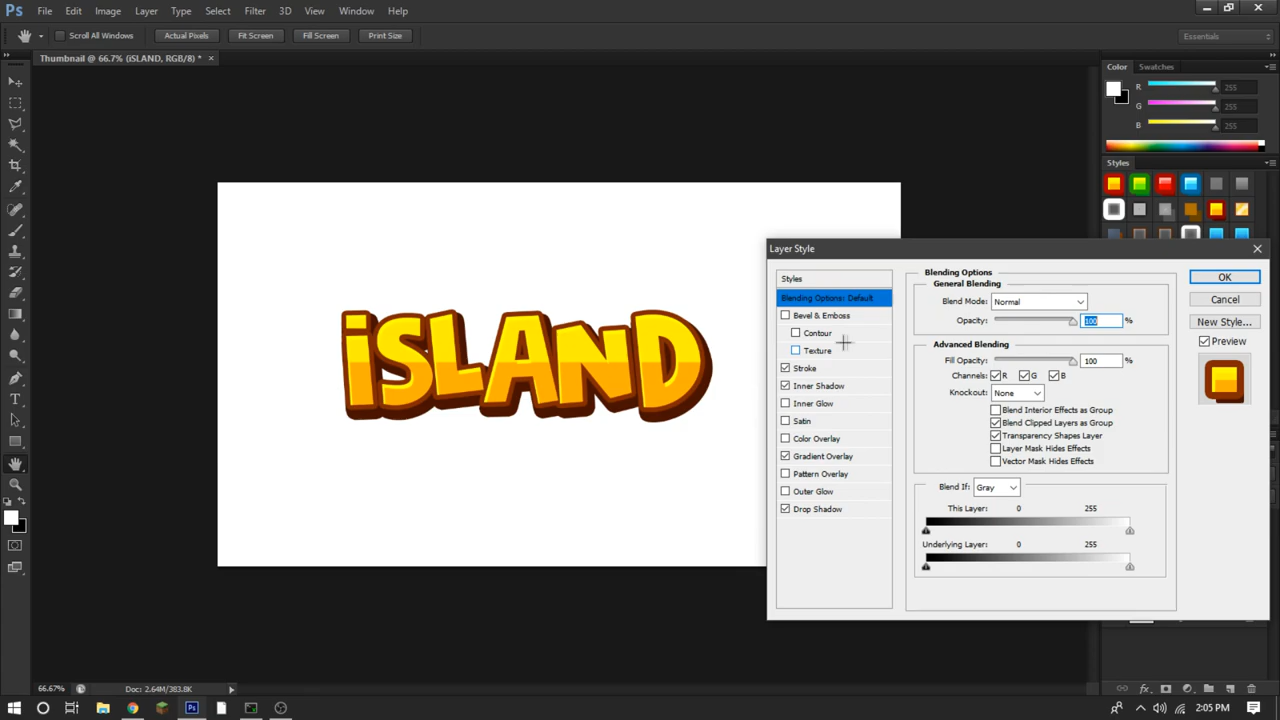 Ps File Edit Image Layer Type Select Filter 3D View Window Help
Scroll All Windows Actual Pixels Fit Screen Fill Screen Print Size Essentials
Thumbnail @ 66.7% (iSLAND, RGB/8) * ×
Color Swatches
R 255
G 255
B 255
Styles
iSLAND
Layer Style
Styles
Blending Options: Default
Bevel & Emboss
Contour
Texture
Stroke
Inner Shadow
Inner Glow
Satin
Color Overlay
Gradient Overlay
Pattern Overlay
Outer Glow
Drop Shadow
Blending Options
General Blending
Blend Mode: Normal
Opacity: 100 %
Advanced Blending
Fill Opacity: 100 %
Channels: R G B
Knockout: None
Blend Interior Effects as Group
Blend Clipped Layers as Group
Transparency Shapes Layer
Layer Mask Hides Effects
Vector Mask Hides Effects
Blend If: Gray
This Layer: 0 255
Underlying Layer: 0 255
OK
Cancel
New Style...
Preview
66.67% Doc: 2.64M/383.8K
Ps 2:05 PM